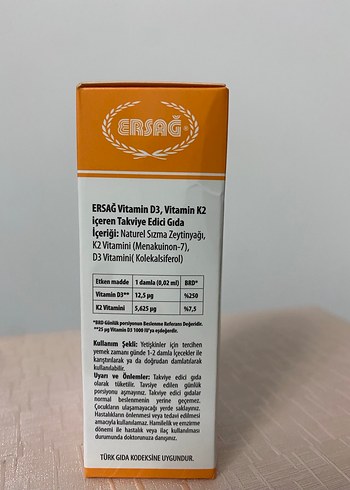 ERSAĞ®
ERSAĞ Vitamin D3, Vitamin K2
içeren Takviye Edici Gıda
İçeriği: Naturel Sızma Zeytinyağı,
K2 Vitamini (Menakuinon-7),
D3 Vitamini( Kolekalsiferol)
Etken madde 1 damla (0,02 ml) BRD*
Vitamin D3** 12,5 µg %250
K2 Vitamini 5,625 µg %7,5
*BRD Günlük porsiyonun Beslenme Referans Değeridir.
**25 µg Vitamin D3 1000 IU'ya eşdeğerdir.
Kullanım Şekli: Yetişkinler için tercihen
yemek zamanı günde 1-2 damla İçecekler ile
karıştırılarak ya da doğrudan damlatılarak
kullanılabilir.
Uyarı ve Önlemler: Takviye edici gıda
olarak tüketilir. Tavsiye edilen günlük
porsiyonu aşmayınız. Takviye edici gıdalar
normal beslenmenin yerine geçemez.
Çocukların ulaşamayacağı yerde saklayınız.
Hastalıkların önlenmesi veya tedavi edilmesi
amacıyla kullanılamaz. Hamilelik ve emzirme
dönemi ile hastalık veya ilaç kullanılması
durumunda doktorunuza danışınız.
TÜRK GIDA KODEKSİNE UYGUNDUR.